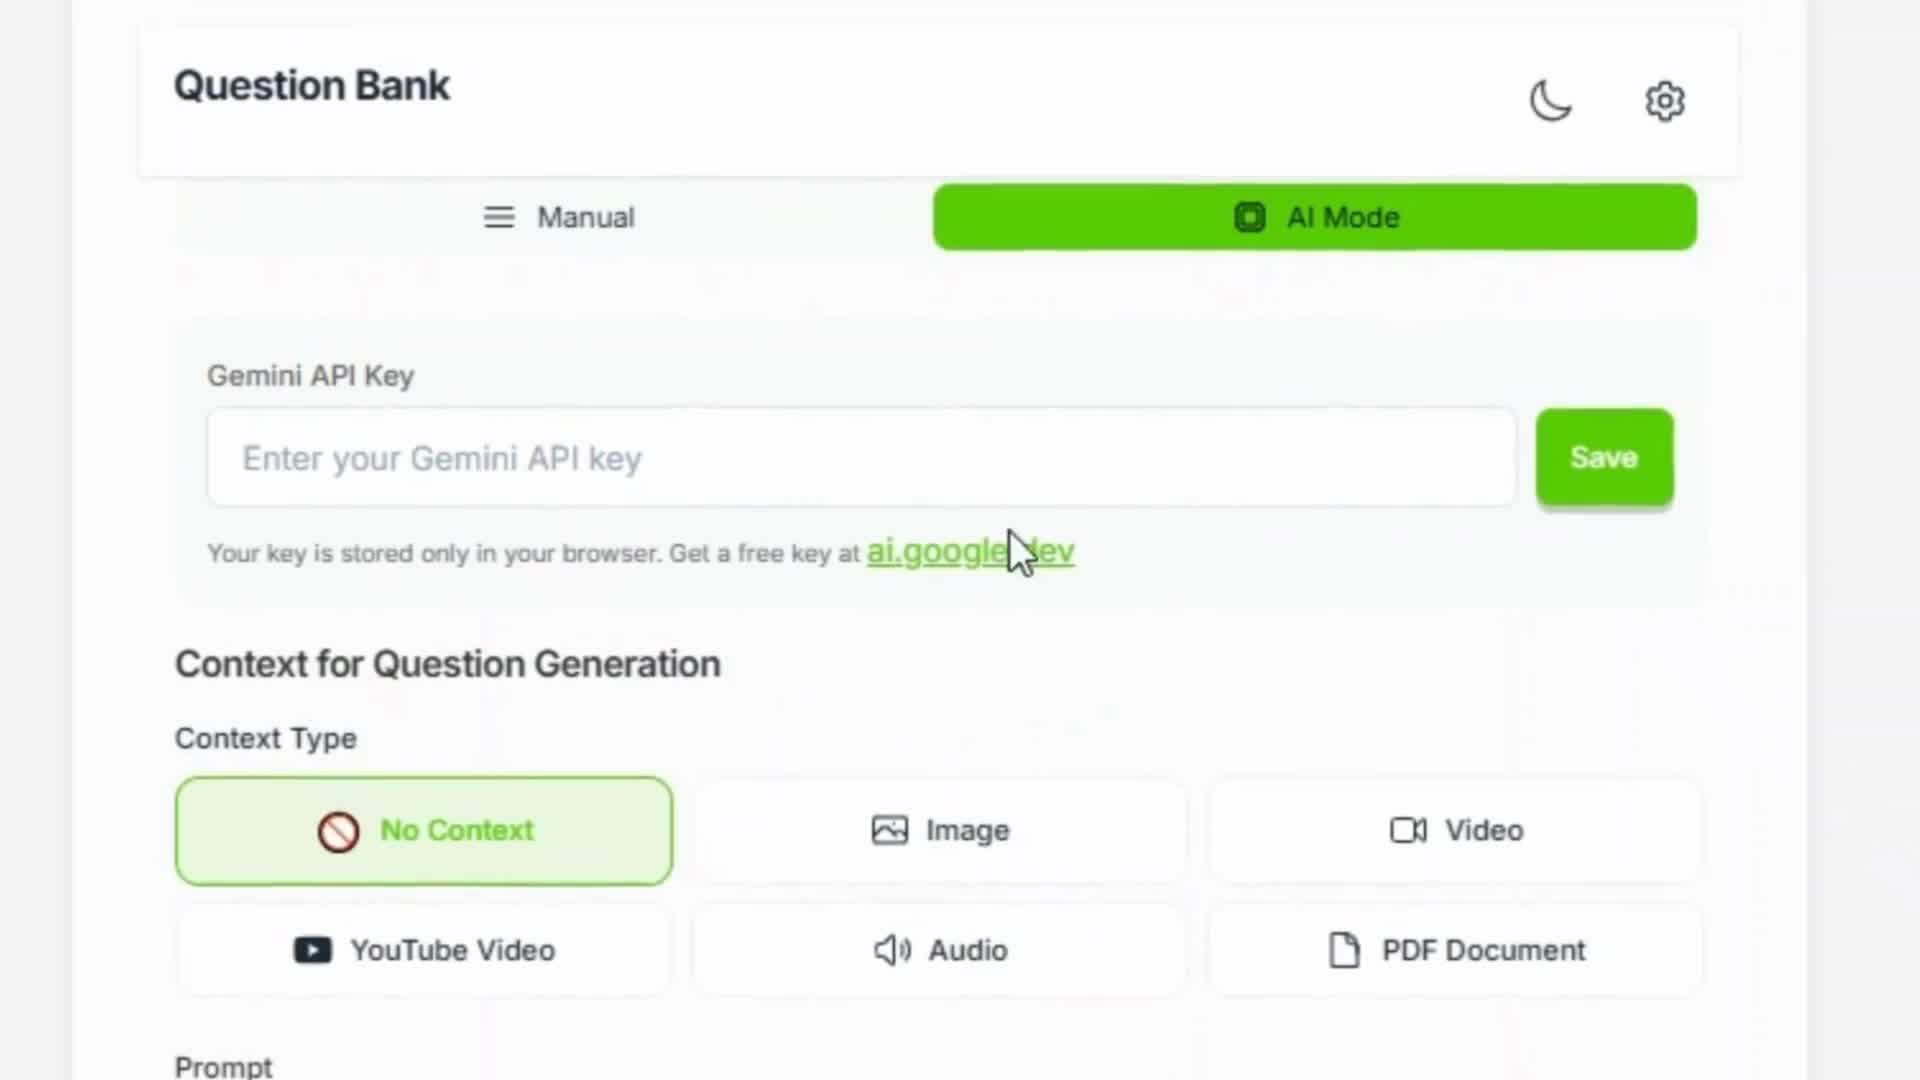 Question Bank
Manual
AI Mode
Gemini API Key
Enter your Gemini API key
Save
Your key is stored only in your browser. Get a free key at ai.google.dev
Context for Question Generation
Context Type
No Context
Image
Video
YouTube Video
Audio
PDF Document
Prompt